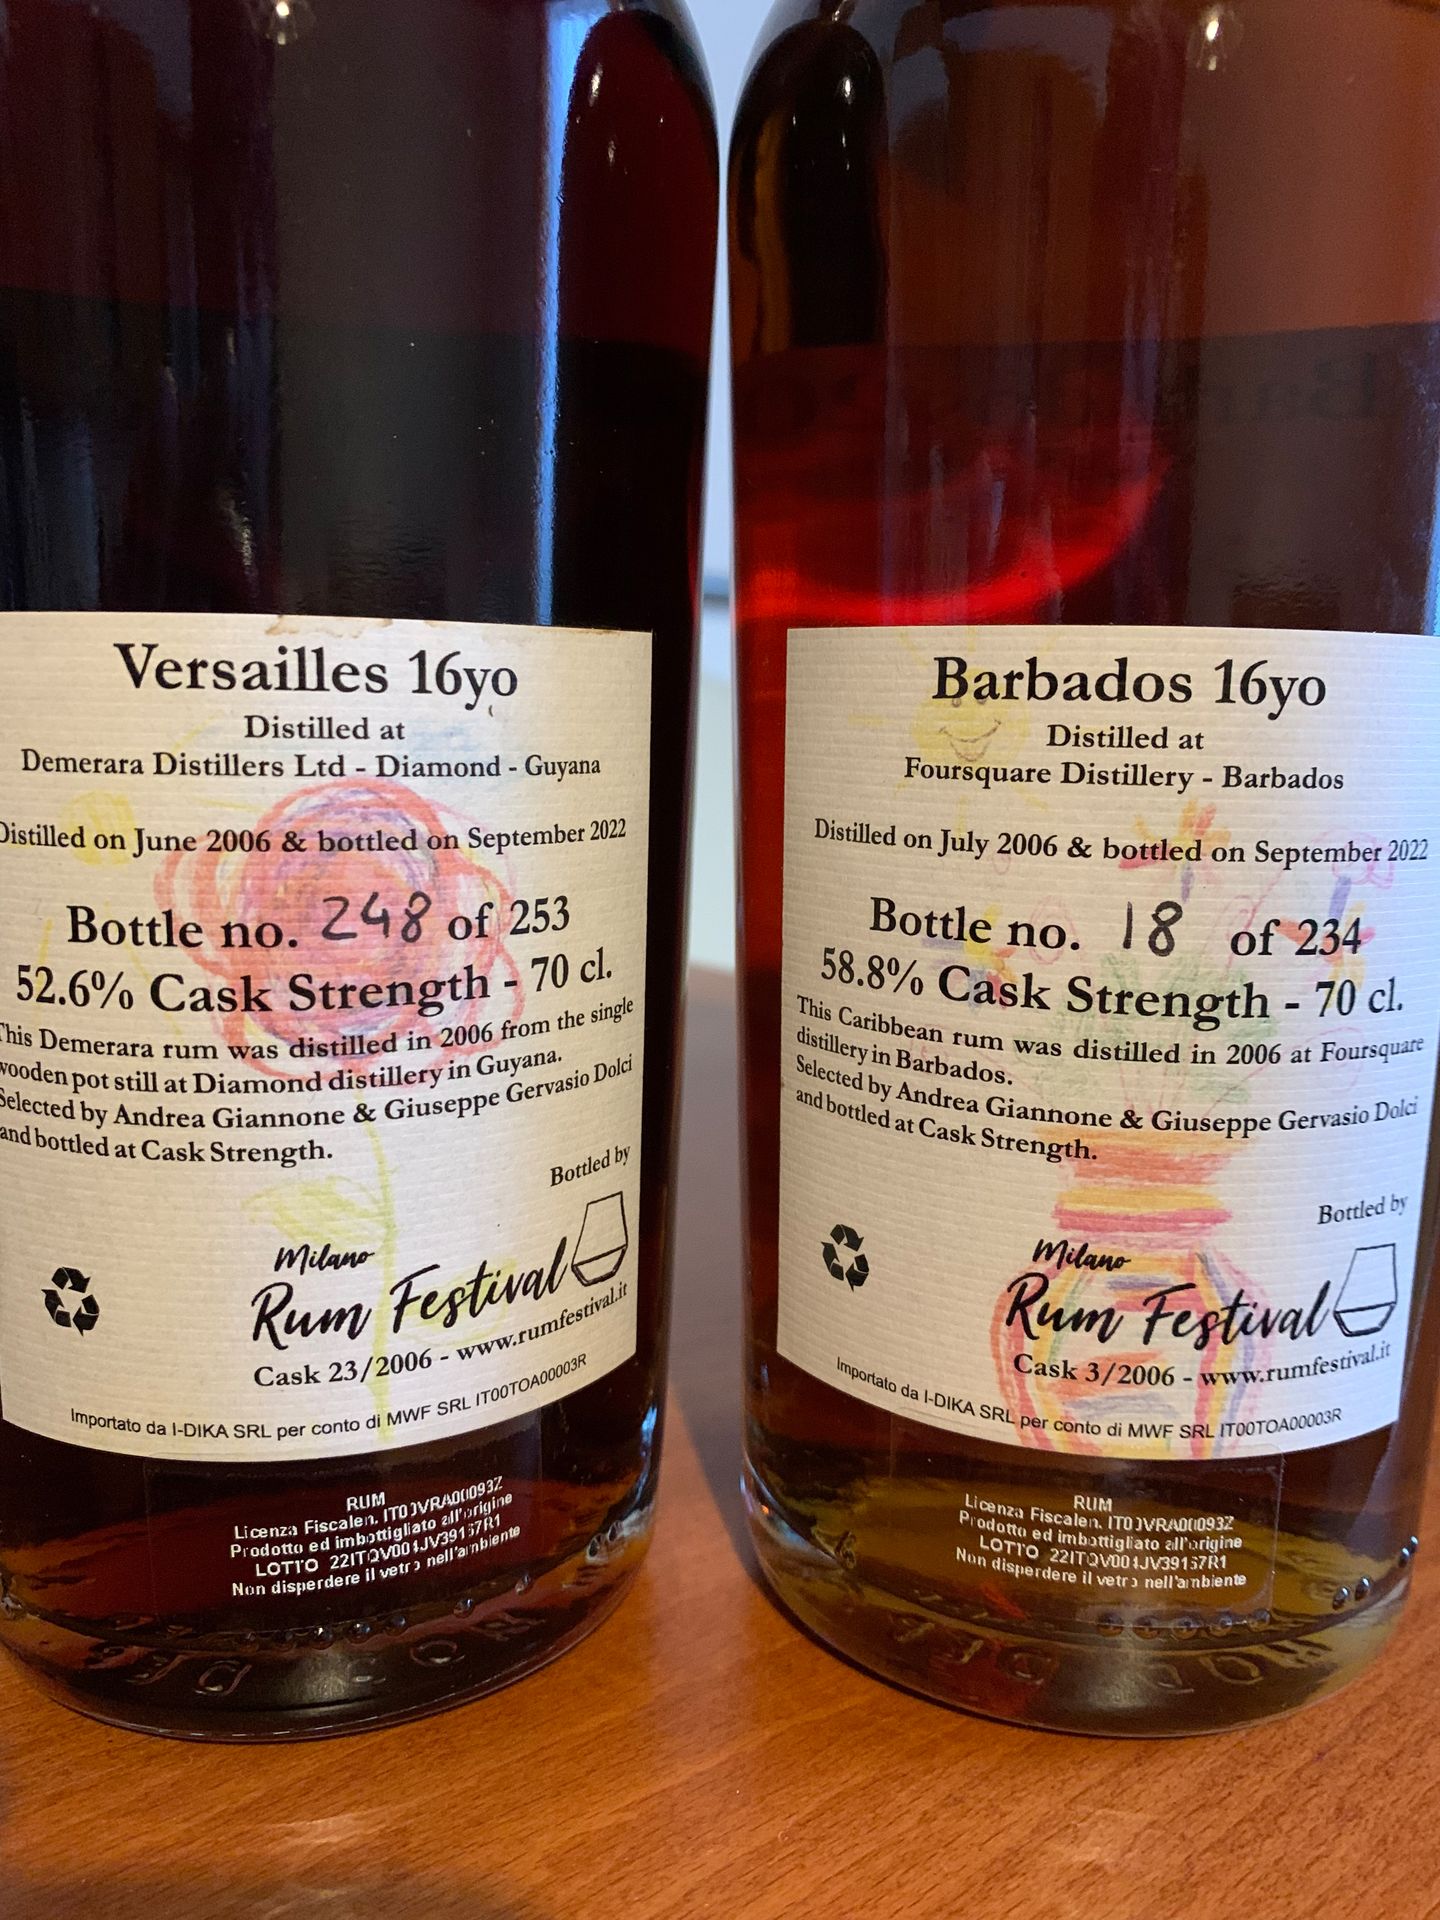 Versailles 16yo
Distilled at
Demerara Distillers Ltd - Diamond - Guyana
Distilled on June 2006 & bottled on September 2022
Bottle no. 248 of 253
52.6% Cask Strength - 70 cl.
This Demerara rum was distilled in 2006 from the single
wooden pot still at Diamond distillery in Guyana.
Selected by Andrea Giannone & Giuseppe Gervasio Dolci
and bottled at Cask Strength.
Bottled by
Milano
Rum Festival
Cask 23/2006 - www.rumfestival.it
Importato da I-DIKA SRL per conto di MWF SRL IT00TOA00003R
RUM
Licenza Fiscale n.
Prodotto ed imbottigliato all'origine
LOTTO
Non disperdere il vetro nell'ambiente
Barbados 16yo
Distilled at
Foursquare Distillery - Barbados
Distilled on July 2006 & bottled on September 2022
Bottle no. 18 of 234
58.8% Cask Strength - 70 cl.
This Caribbean rum was distilled in 2006 at Foursquare
distillery in Barbados.
Selected by Andrea Giannone & Giuseppe Gervasio Dolci
and bottled at Cask Strength.
Bottled by
Milano
Rum Festival
Cask 3/2006 - www.rumfestival.it
Importato da I-DIKA SRL per conto di MWF SRL IT00TOA00003R
RUM
Licenza Fiscale n.
Prodotto ed imbottigliato all'origine
LOTTO
Non disperdere il vetro nell'ambiente